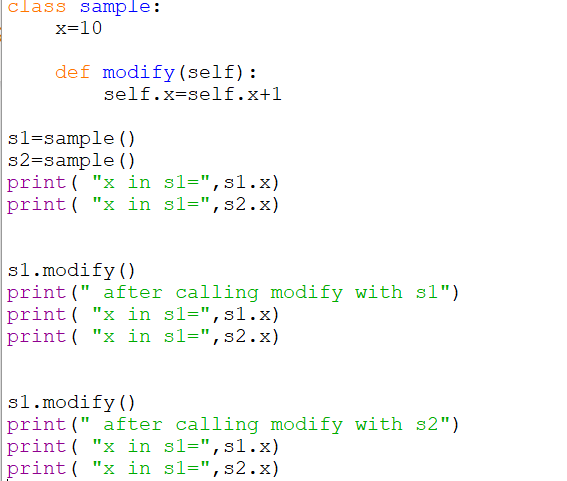 class sample:
    x=10
    def modify(self):
        self.x=self.x+1
s1=sample()
s2=sample()
print( "x in s1=",s1.x)
print( "x in s1=",s2.x)
s1.modify()
print(" after calling modify with s1")
print( "x in s1=",s1.x)
print( "x in s1=",s2.x)
s1.modify()
print(" after calling modify with s2")
print( "x in s1=",s1.x)
print( "x in s1=",s2.x)